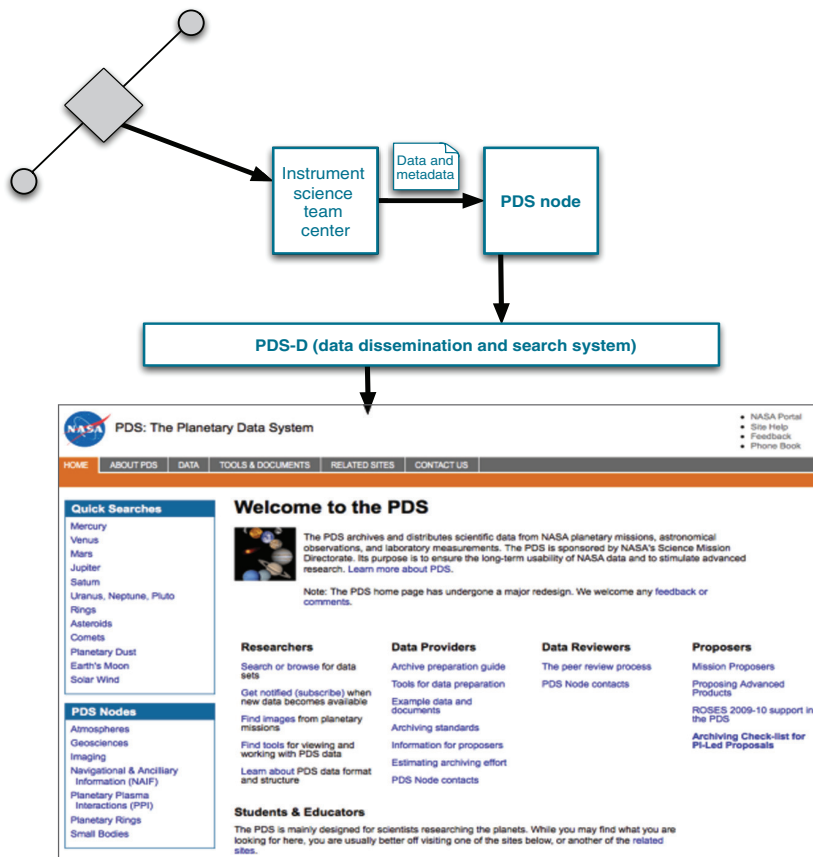 Instrument
science
team
center
Data and
metadata
PDS node
PDS-D (data dissemination and search system)
NASA
PDS: The Planetary Data System
• NASA Portal
• Site Help
• Feedback
• Phone Book
HOME ABOUT PDS DATA TOOLS & DOCUMENTS RELATED SITES CONTACT US
Quick Searches
Mercury
Venus
Mars
Jupiter
Saturn
Uranus, Neptune, Pluto
Rings
Asteroids
Comets
Planetary Dust
Earth's Moon
Solar Wind
PDS Nodes
Atmospheres
Geosciences
Imaging
Navigational & Ancilliary
Information (NAIF)
Planetary Plasma
Interactions (PPI)
Planetary Rings
Small Bodies
Welcome to the PDS
The PDS archives and distributes scientific data from NASA planetary missions, astronomical
observations, and laboratory measurements. The PDS is sponsored by NASA's Science Mission
Directorate. Its purpose is to ensure the long-term usability of NASA data and to stimulate advanced
research. Learn more about PDS.
Note: The PDS home page has undergone a major redesign. We welcome any feedback or
comments.
Researchers
Search or browse for data
sets
Get notified (subscribe) when
new data becomes available
Find images from planetary
missions
Find tools for viewing and
working with PDS data
Learn about PDS data format
and structure
Data Providers
Archive preparation guide
Tools for data preparation
Example data and
documents
Archiving standards
Information for proposers
Estimating archiving effort
PDS Node contacts
Data Reviewers
The peer review process
PDS Node contacts
Proposers
Mission Proposers
Proposing Advanced
Products
ROSES 2009-10 support in
the PDS
Archiving Check-list for
PI-Led Proposals
Students & Educators
The PDS is mainly designed for scientists researching the planets. While you may find what you are
looking for here, you are usually better off visiting one of the sites below, or another of the related
sites.